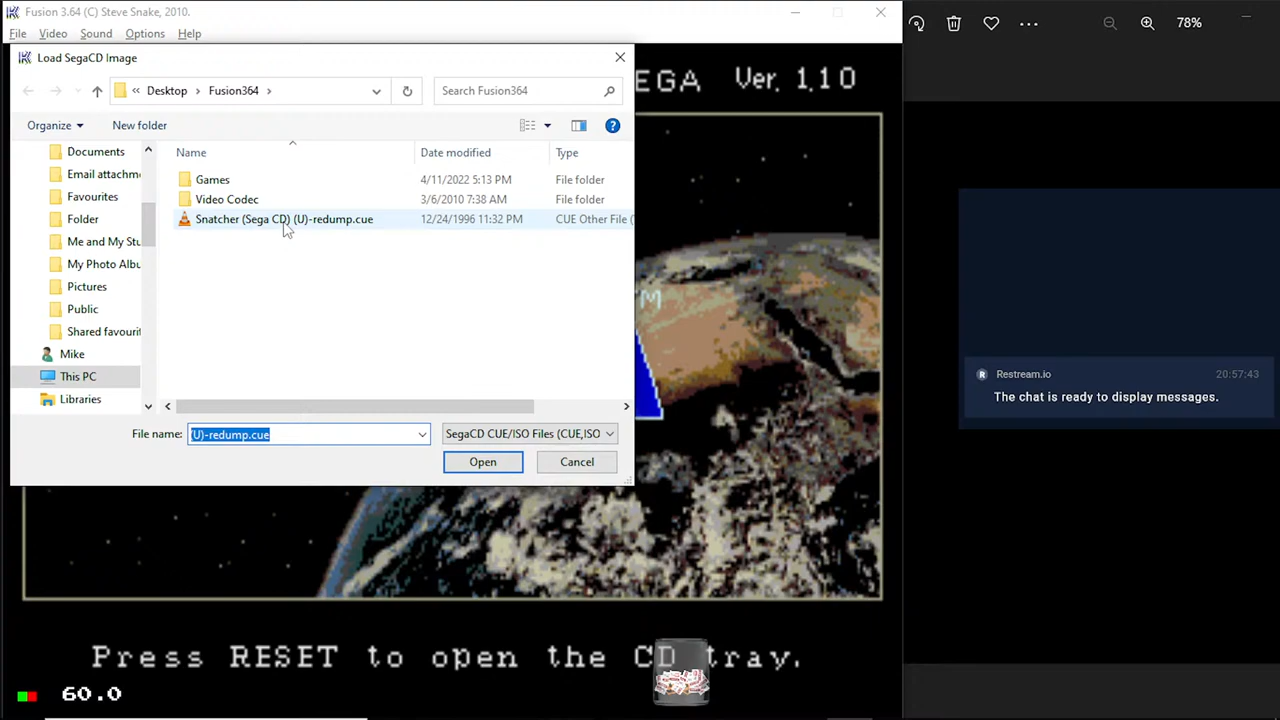 Fusion 3.64 (C) Steve Snake, 2010.
78%
File Video Sound Options Help
Load SegaCD Image
Desktop Fusion364
Search Fusion364
EGA Ver. 1.10
Organize New folder
Name Date modified Type
Documents
Email attachm
Favourites
Folder
Me and My Stu
My Photo Albu
Pictures
Public
Shared favourit
Mike
This PC
Libraries
Games 4/11/2022 5:13 PM File folder
Video Codec 3/6/2010 7:38 AM File folder
Snatcher (Sega CD) (U)-redump.cue 12/24/1996 11:32 PM CUE Other File (
M
Restream.io 20:57:43
The chat is ready to display messages.
File name: (U)-redump.cue SegaCD CUE/ISO Files (CUE,ISO
Open Cancel
Press RESET to open the CD tray.
60.0